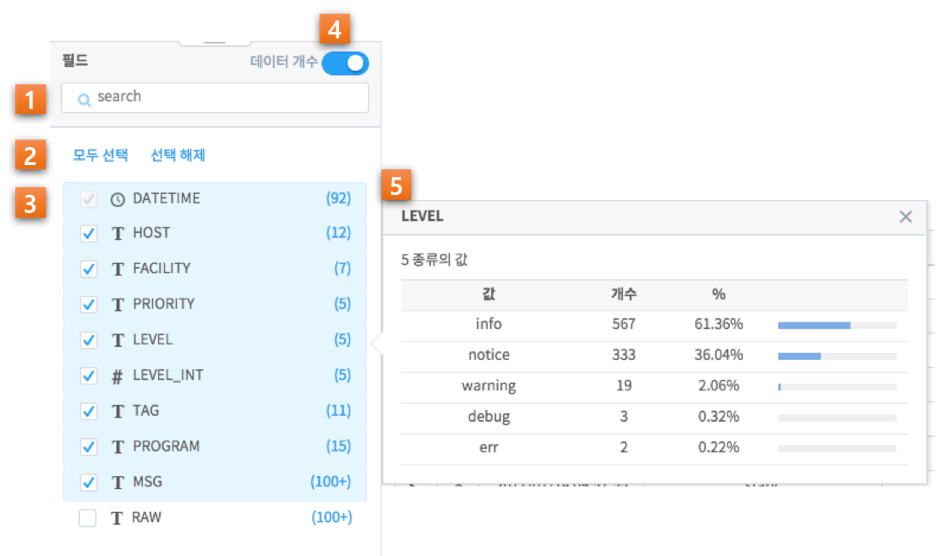 4
필드 데이터 개수
1
search
2
모두 선택 선택 해제
3
DATETIME (92)
T HOST (12)
T FACILITY (7)
T PRIORITY (5)
T LEVEL (5)
# LEVEL_INT (5)
T TAG (11)
T PROGRAM (15)
T MSG (100+)
T RAW (100+)
5
LEVEL
5 종류의 값
값 개수 %
info 567 61.36%
notice 333 36.04%
warning 19 2.06%
debug 3 0.32%
err 2 0.22%